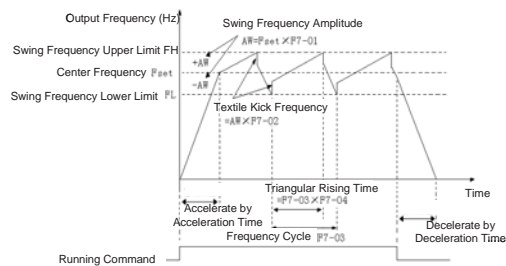 Output Frequency (Hz)
Swing Frequency Amplitude
AW=Fset×F7-01
Swing Frequency Upper Limit FH
+AW
Center Frequency Fset
-AW
Swing Frequency Lower Limit FL
Textile Kick Frequency
=AW×F7-02
Triangular Rising Time
=F7-03×F7-04
Time
Accelerate by
Acceleration Time
Decelerate by
Deceleration Time
Frequency Cycle F7-03
Running Command